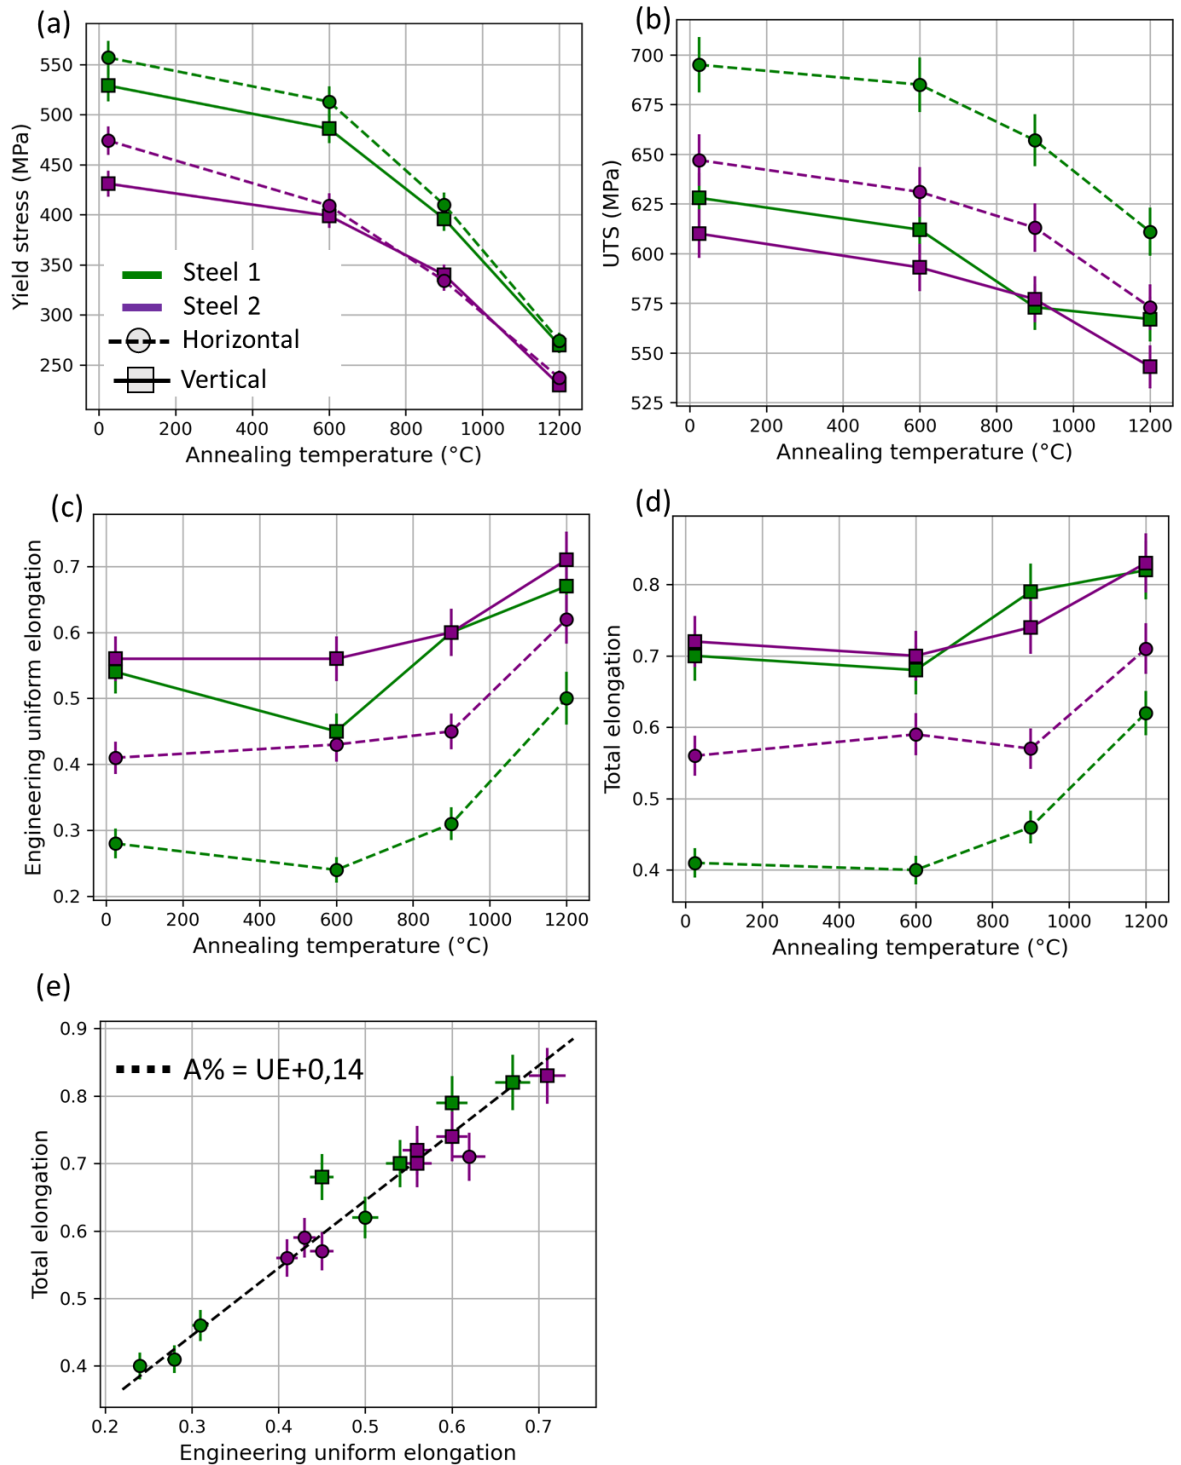 (a)
550
500
450
400
350
300
250
Yield stress (MPa)
Steel 1
Steel 2
Horizontal
Vertical
0 200 400 600 800 1000 1200
Annealing temperature (°C)
(b)
700
675
650
625
600
575
550
525
UTS (MPa)
0 200 400 600 800 1000 1200
Annealing temperature (°C)
(c)
0.7
0.6
0.5
0.4
0.3
0.2
Engineering uniform elongation
0 200 400 600 800 1000 1200
Annealing temperature (°C)
(d)
0.8
0.7
0.6
0.5
0.4
Total elongation
0 200 400 600 800 1000 1200
Annealing temperature (°C)
(e)
0.9
0.8
0.7
0.6
0.5
0.4
Total elongation
A% = UE+0,14
0.2 0.3 0.4 0.5 0.6 0.7
Engineering uniform elongation